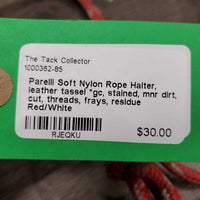 The Tack Collector
1000362-85
Parelli Soft Nylon Rope Halter,
leather tassel *gc, stained, mnr dirt,
cut, threads, frays, residue
Red/White
RJEQKU
$30.00